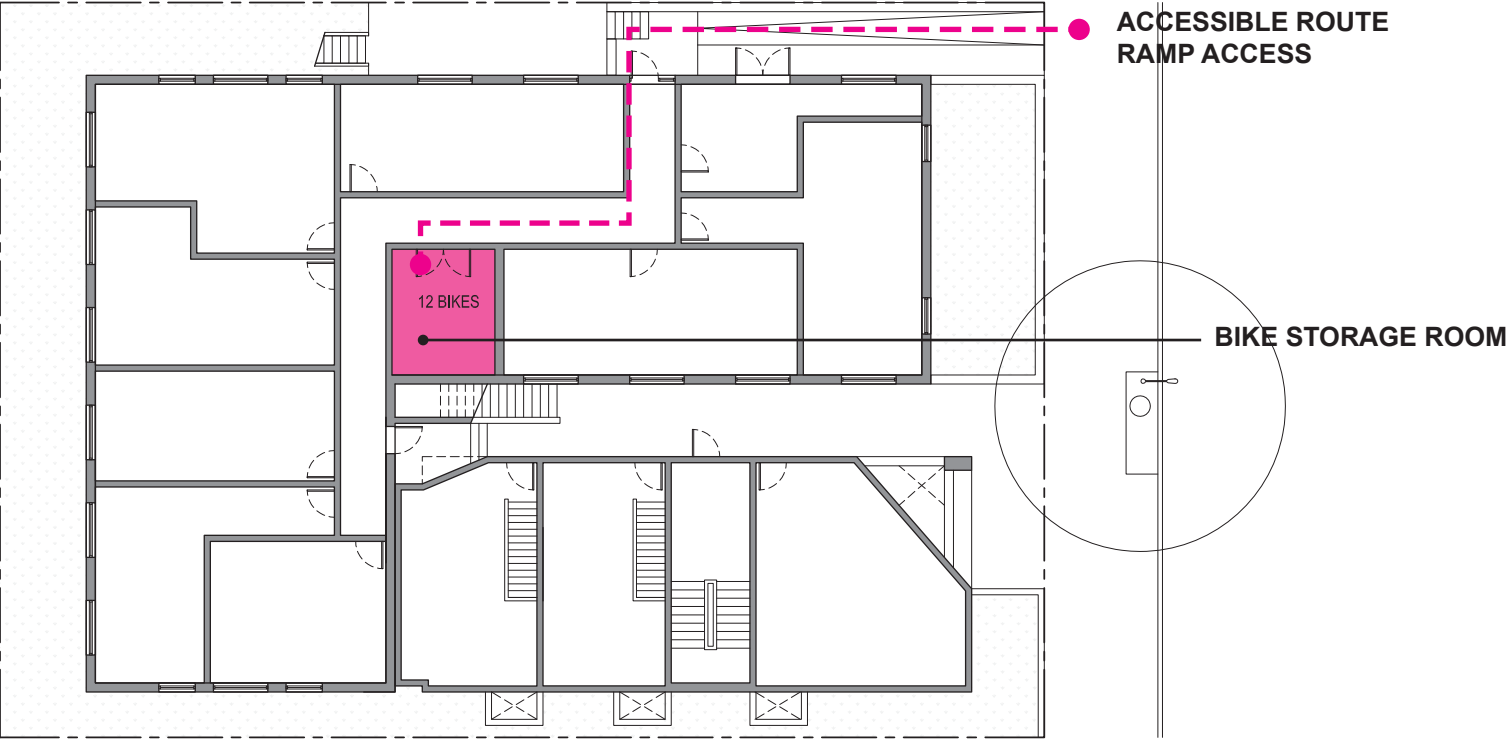 ACCESSIBLE ROUTE
RAMP ACCESS
12 BIKES
BIKE STORAGE ROOM